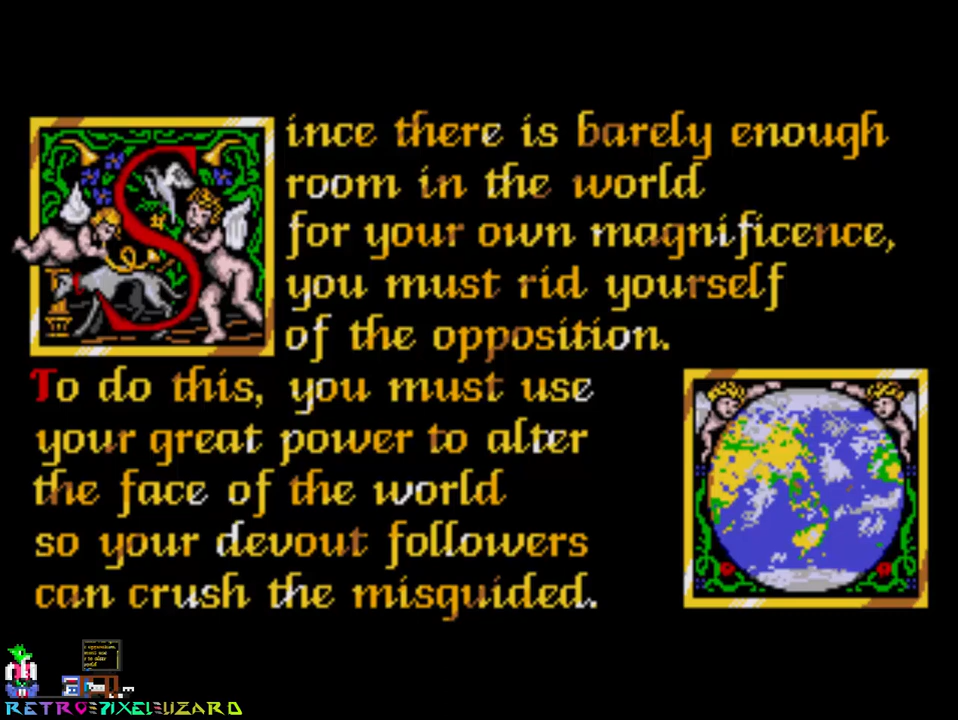 Since there is barely enough
room in the world
for your own magnificence,
you must rid yourself
of the opposition.
To do this, you must use
your great power to alter
the face of the world
so your devout followers
can crush the misguided.